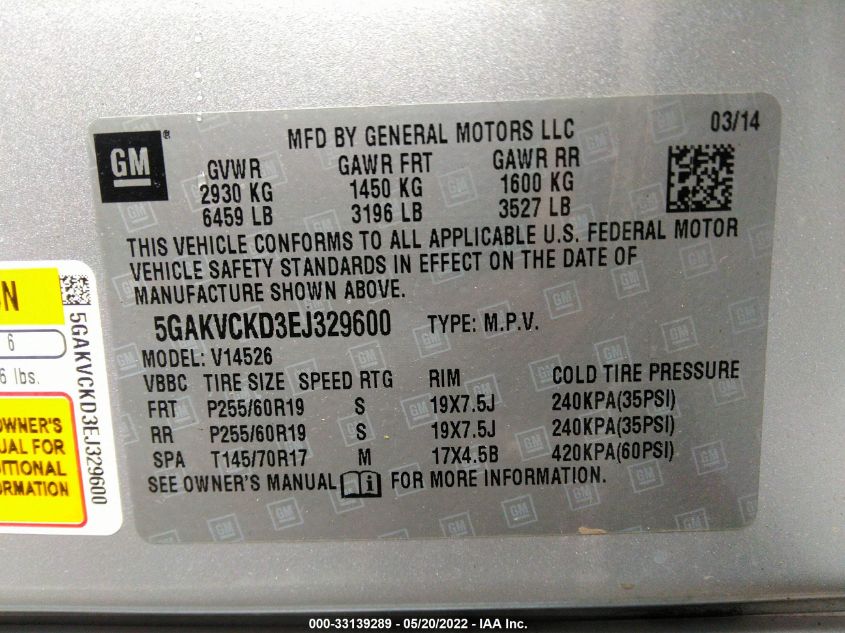 GM
®
MFD BY GENERAL MOTORS LLC
03/14
GVWR GAWR FRT GAWR RR
2930 KG 1450 KG 1600 KG
6459 LB 3196 LB 3527 LB
THIS VEHICLE CONFORMS TO ALL APPLICABLE U.S. FEDERAL MOTOR
VEHICLE SAFETY STANDARDS IN EFFECT ON THE DATE OF
MANUFACTURE SHOWN ABOVE.
5GAKVCKD3EJ329600 TYPE: M.P.V.
MODEL: V14526
VBBC TIRE SIZE SPEED RTG RIM COLD TIRE PRESSURE
FRT P255/60R19 S 19X7.5J 240KPA(35PSI)
RR P255/60R19 S 19X7.5J 240KPA(35PSI)
SPA T145/70R17 M 17X4.5B 420KPA(60PSI)
SEE OWNER'S MANUAL i FOR MORE INFORMATION.
6
lbs.
OWNER'S
FOR
5GAKVCKD3EJ329600
000-33139289 - 05/20/2022 - IAA Inc.